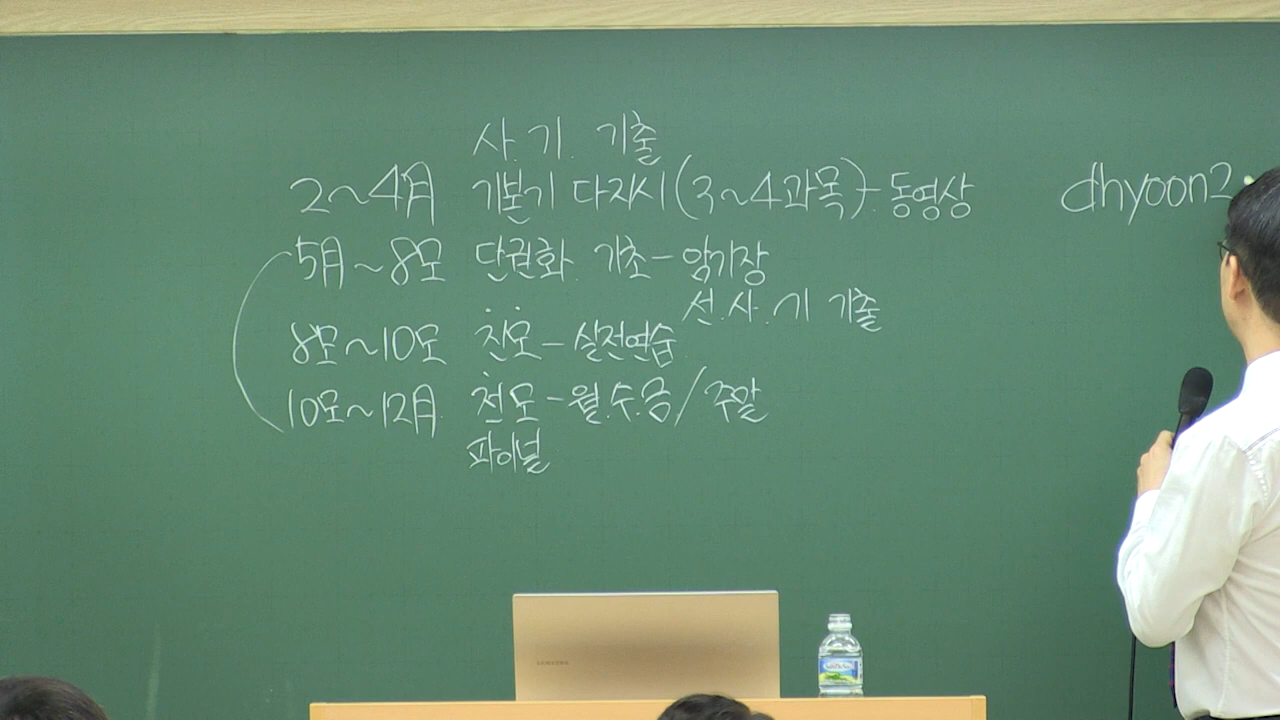 사.기. 기출
2~4月 기본기 다지시(3~4과목)-동영상
dhyoon2
5月~8모 단권화 기초-암기장
선.사.기 기출
8모~10모 진모-실전연습
10모~12月 천모-월.수.금/주말
파이널
SAMSUNG